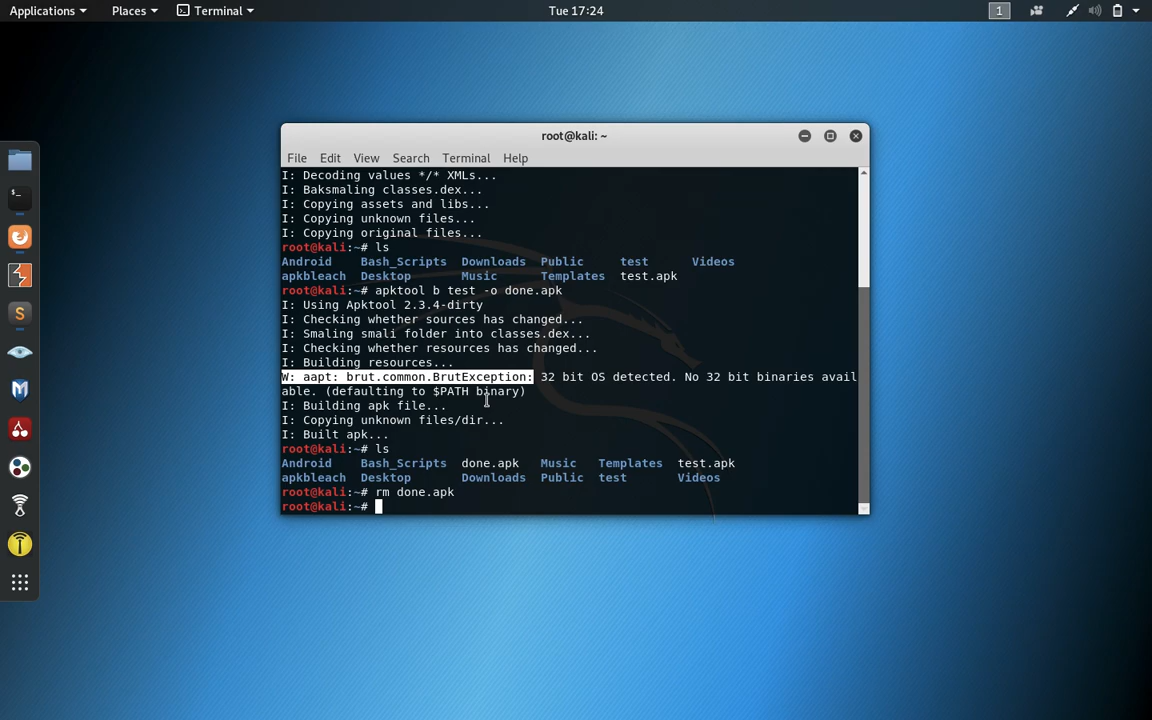 Applications Places Terminal Tue 17:24 1
root@kali: ~
File Edit View Search Terminal Help
I: Decoding values */* XMLs...
I: Baksmaling classes.dex...
I: Copying assets and libs...
I: Copying unknown files...
I: Copying original files...
root@kali:~# ls
Android Bash_Scripts Downloads Public test Videos
apkbleach Desktop Music Templates test.apk
root@kali:~# apktool b test -o done.apk
I: Using Apktool 2.3.4-dirty
I: Checking whether sources has changed...
I: Smaling smali folder into classes.dex...
I: Checking whether resources has changed...
I: Building resources...
W: aapt: brut.common.BrutException: 32 bit OS detected. No 32 bit binaries avail
able. (defaulting to $PATH binary)
I: Building apk file...
I: Copying unknown files/dir...
I: Built apk...
root@kali:~# ls
Android Bash_Scripts done.apk Music Templates test.apk
apkbleach Desktop Downloads Public test Videos
root@kali:~# rm done.apk
root@kali:~#